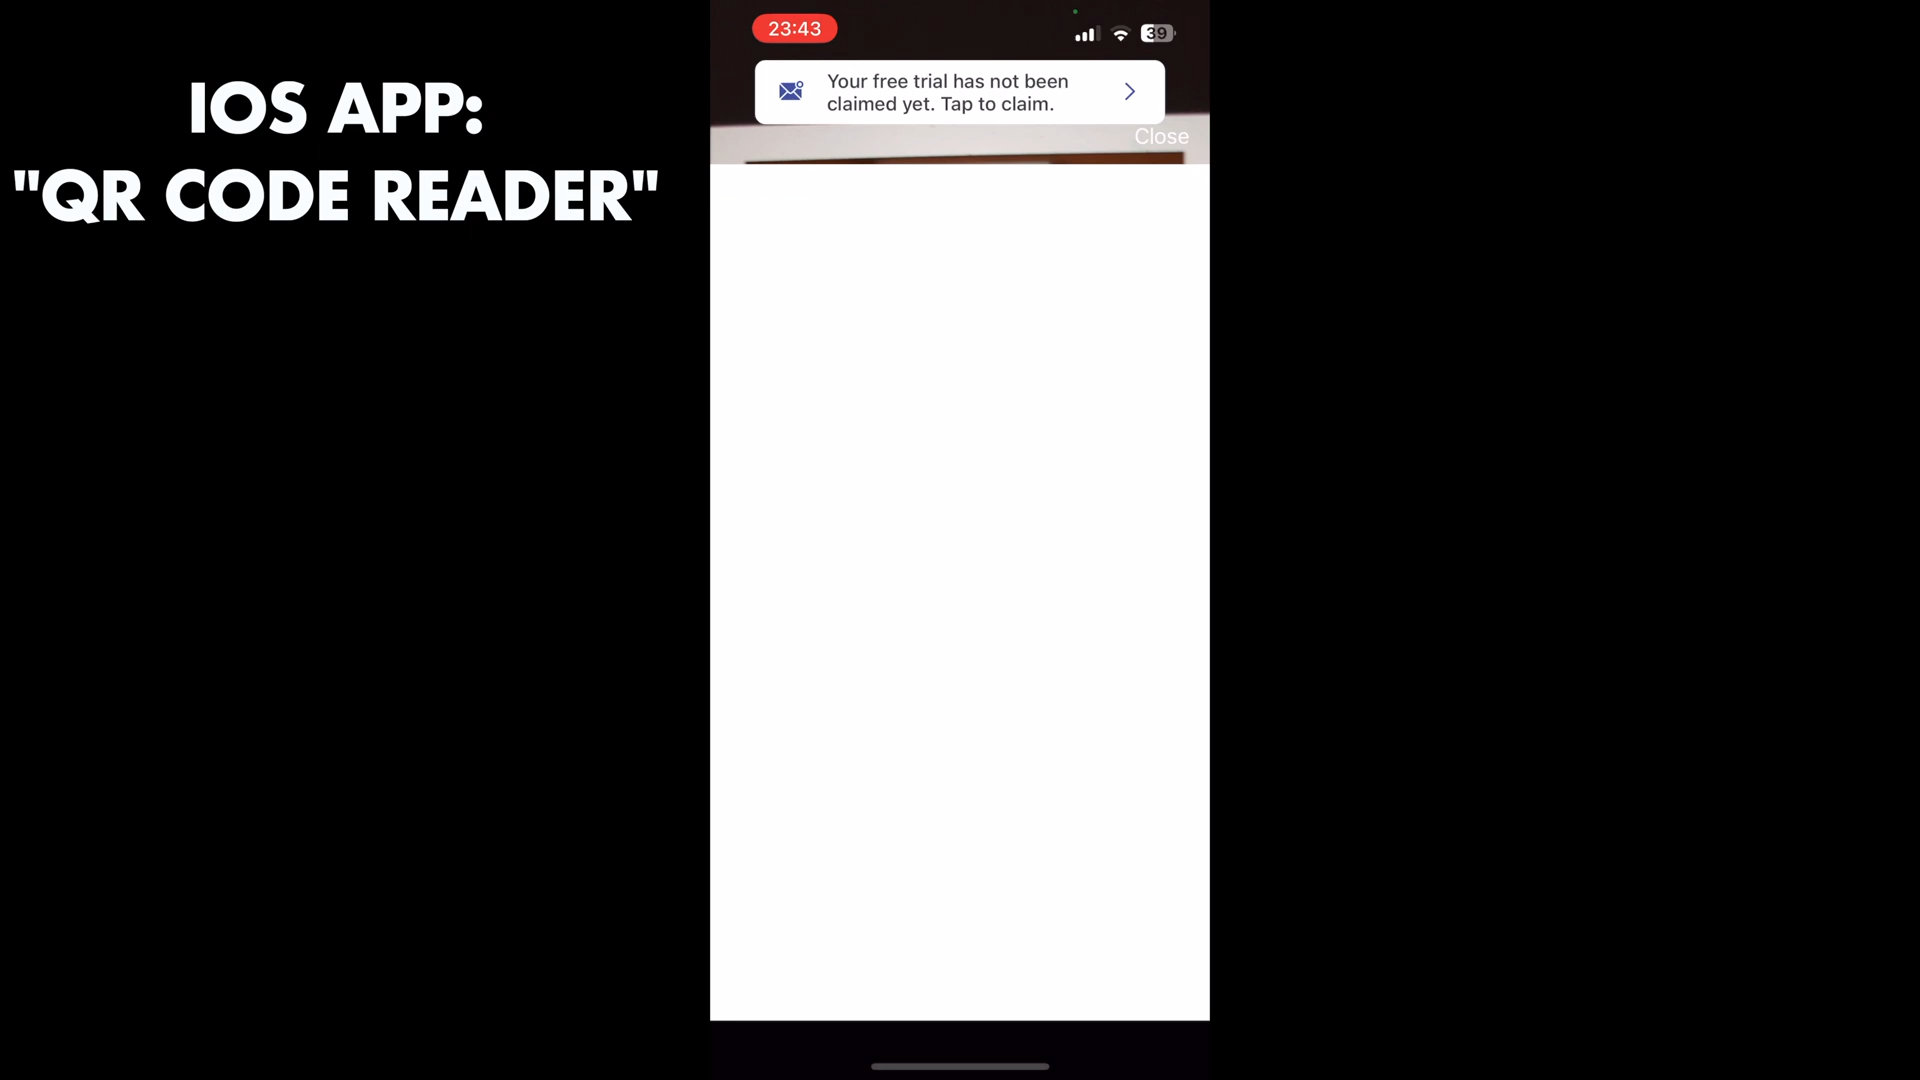 IOS APP:
"QR CODE READER"
23:43
39
Your free trial has not been
claimed yet. Tap to claim.
Close